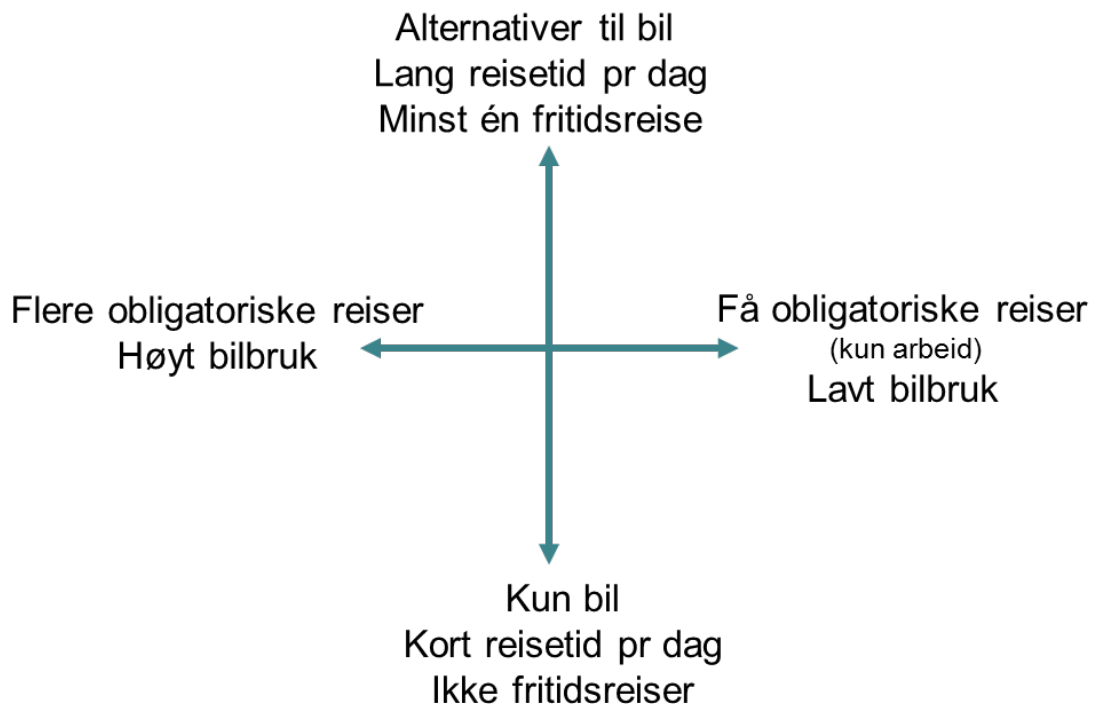 Alternativer til bil
Lang reisetid pr dag
Minst én fritidsreise
Flere obligatoriske reiser
Høyt bilbruk
Få obligatoriske reiser
(kun arbeid)
Lavt bilbruk
Kun bil
Kort reisetid pr dag
Ikke fritidsreiser